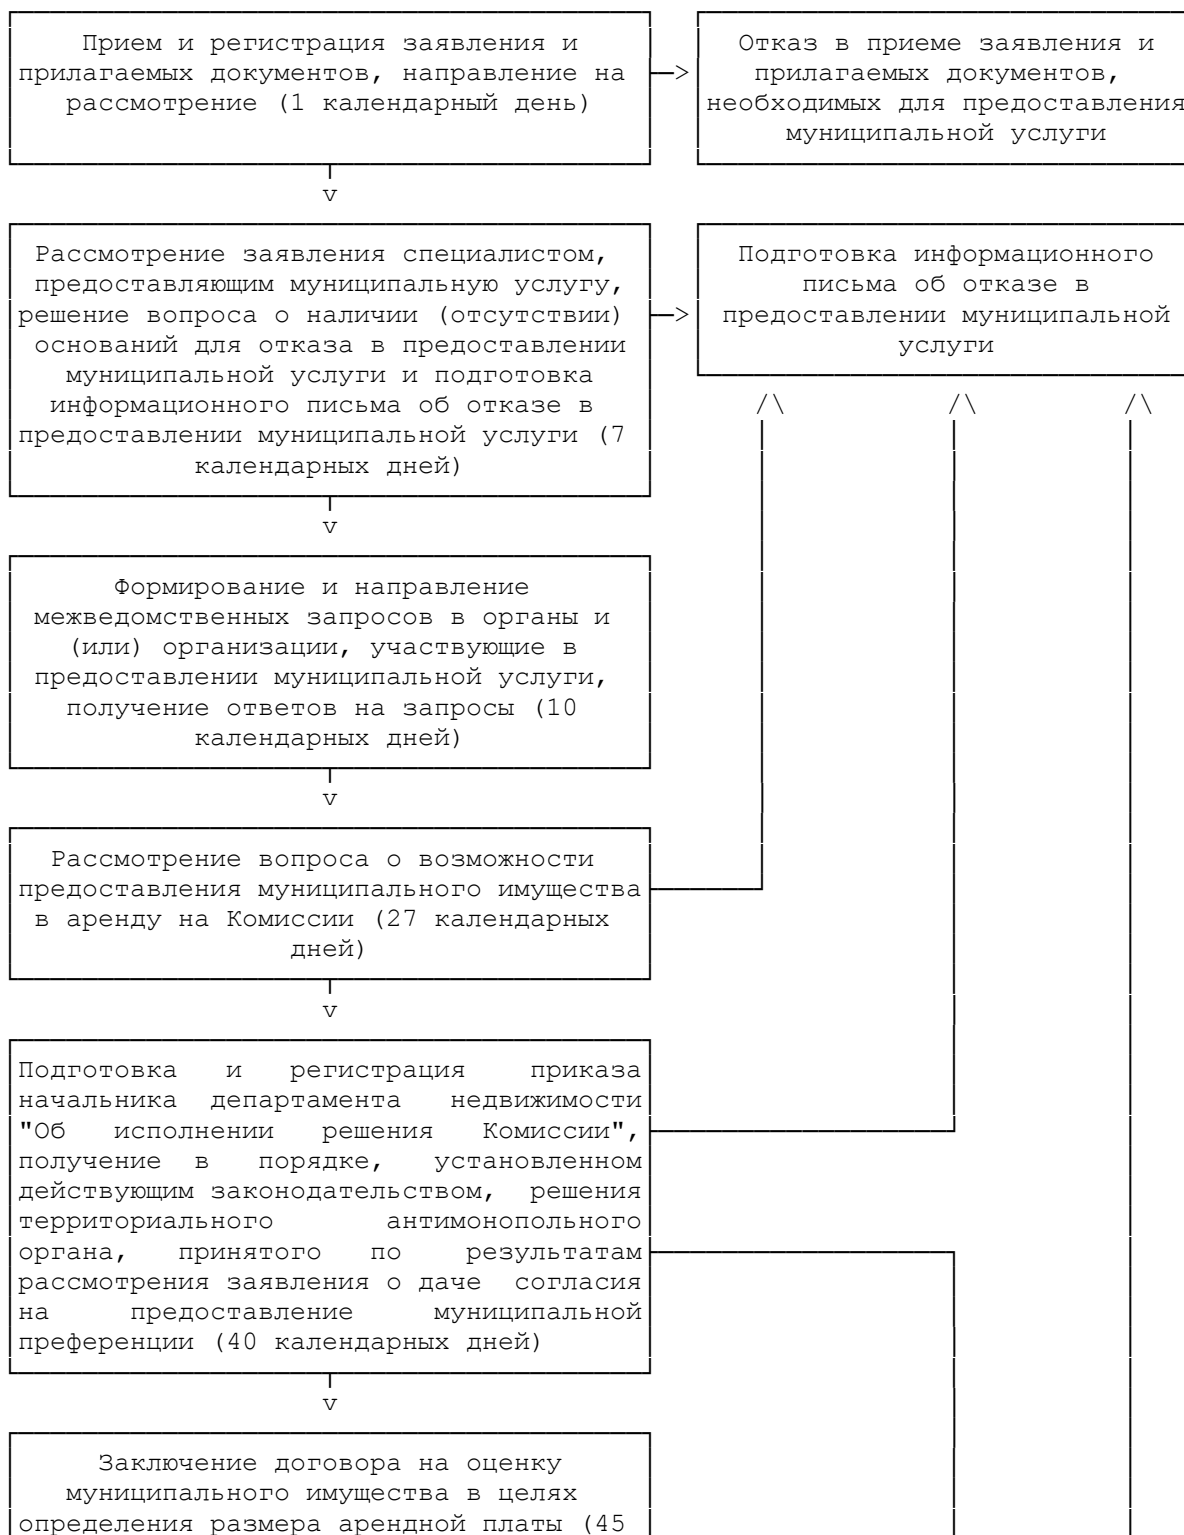 Прием и регистрация заявления и
прилагаемых документов, направление на
рассмотрение (1 календарный день)
Отказ в приеме заявления и
прилагаемых документов,
необходимых для предоставления
муниципальной услуги
Рассмотрение заявления специалистом,
предоставляющим муниципальную услугу,
решение вопроса о наличии (отсутствии)
оснований для отказа в предоставлении
муниципальной услуги и подготовка
информационного письма об отказе в
предоставлении муниципальной услуги (7
календарных дней)
Подготовка информационного
письма об отказе в
предоставлении муниципальной
услуги
Формирование и направление
межведомственных запросов в органы и
(или) организации, участвующие в
предоставлении муниципальной услуги,
получение ответов на запросы (10
календарных дней)
Рассмотрение вопроса о возможности
предоставления муниципального имущества
в аренду на Комиссии (27 календарных
дней)
Подготовка и регистрация приказа
начальника департамента недвижимости
"Об исполнении решения Комиссии",
получение в порядке, установленном
действующим законодательством, решения
территориального антимонопольного
органа, принятого по результатам
рассмотрения заявления о даче согласия
на предоставление муниципальной
преференции (40 календарных дней)
Заключение договора на оценку
муниципального имущества в целях
определения размера арендной платы (45